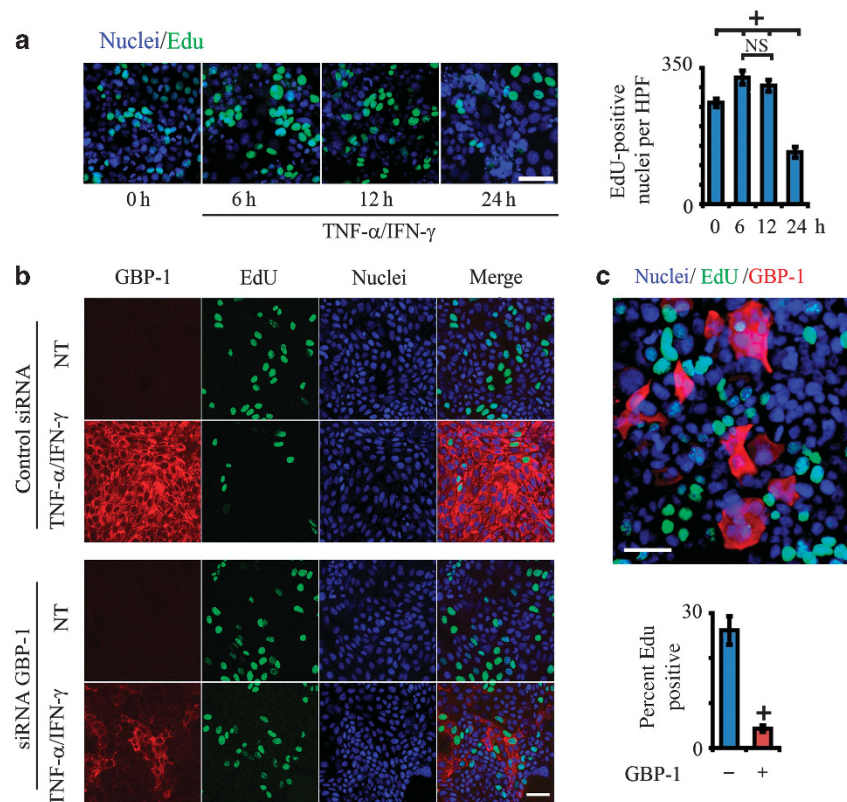 a
Nuclei/Edu
0 h
6 h
12 h
24 h
TNF-α/IFN-γ
+
NS
350
0
EdU-positive
nuclei per HPF
0 6 12 24 h
b
GBP-1 EdU Nuclei Merge
Control siRNA
NT
TNF-α/IFN-γ
siRNA GBP-1
NT
TNF-α/IFN-γ
c
Nuclei/ EdU /GBP-1
30
0
Percent Edu
positive
+
GBP-1 – +